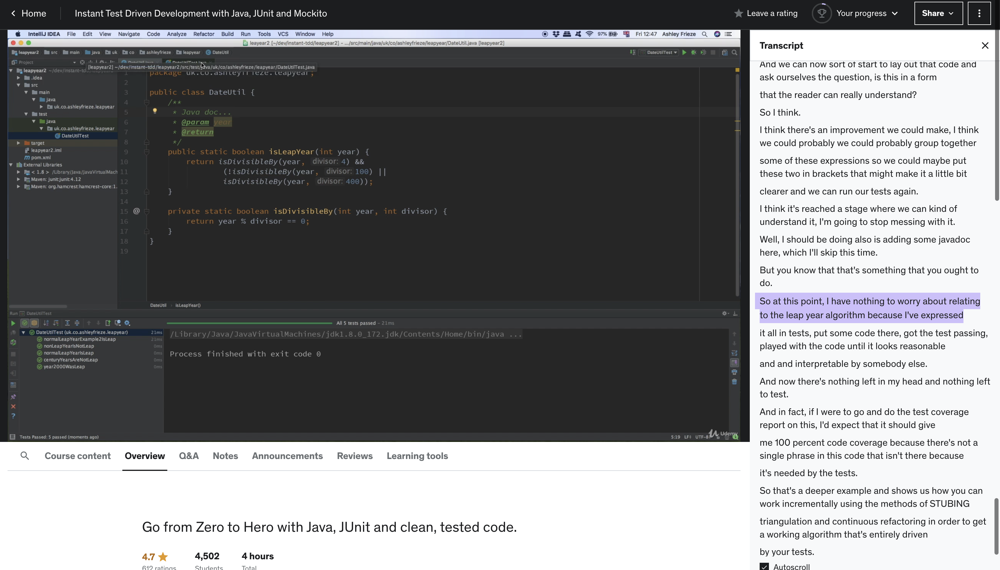 Home
Instant Test Driven Development with Java, JUnit and Mockito
Leave a rating
Your progress
Share
IntelliJ IDEA File Edit View Navigate Code Analyze Refactor Build Run Tools VCS Window Help
97% Fri 12:47 Ashley Frieze
leayear2 [~/dev/instant-tdd/leapyear2] - .../src/main/java/uk/co/ashleyfrieze/leapyear/DateUtil.java [leapyear2]
leapyear2 src main java uk co ashleyfrieze leapyear DateUtil
DateUtilTest
Project
DateUtil.java DateUtilTest.java
[leapyear2] ~/dev/instant-tdd/leapyear2/src/test/java/uk/co/ashleyfrieze/leapyear/DateUtilTest.java
leapyear2 ~/dev/instant-td
.idea
src
main
java
uk.co.ashleyfrieze.leapyear
test
java
uk.co.ashleyfrieze.leapyear
DateUtilTest
target
leapyear2.iml
pom.xml
External Libraries
< 1.8 > /Library/Java/JavaVirtualMach
Maven: junit:junit:4.12
Maven: org.hamcrest:hamcrest-core:1.
1 package uk.co.ashleyfrieze.leapyear;
2
3 public class DateUtil {
4 /**
5 * Java doc...
6 * @param year
7 * @return
8 */
9 public static boolean isLeapYear(int year) {
10 return isDivisibleBy(year, divisor: 4) &&
11 (!isDivisibleBy(year, divisor: 100) ||
12 isDivisibleBy(year, divisor: 400));
13 }
14
15 @ private static boolean isDivisibleBy(int year, int divisor) {
16 return year % divisor == 0;
17 }
18 }
19
DateUtil › isLeapYear()
Run DateUtilTest
All 5 tests passed – 21ms
DateUtilTest (uk.co.ashleyfrieze.leapyear) 21ms
normalLeapYearExample2IsLeap 21ms
nonLeapYearIsNotLeap 0ms
normalLeapYearIsLeap 0ms
centuryYearsAreNotLeap 0ms
year2000WasLeap 0ms
/Library/Java/JavaVirtualMachines/jdk1.8.0_172.jdk/Contents/Home/bin/java ...
Process finished with exit code 0
Tests Passed: 5 passed (moments ago)
5:19 LF÷ UTF-8÷
Udemy
Transcript
And we can now sort of start to lay out that code and
ask ourselves the question, is this in a form
that the reader can really understand?
So I think.
I think there's an improvement we could make, I think
we could probably we could probably group together
some of these expressions so we could maybe put
these two in brackets that might make it a little bit
clearer and we can run our tests again.
I think it's reached a stage where we can kind of
understand it, I'm going to stop messing with it.
Well, I should be doing also is adding some javadoc
here, which I'll skip this time.
But you know that that's something that you ought to
do.
So at this point, I have nothing to worry about relating
to the leap year algorithm because I've expressed
it all in tests, put some code there, got the test passing,
played with the code until it looks reasonable
and and interpretable by somebody else.
And now there's nothing left in my head and nothing left
to test.
And in fact, if I were to go and do the test coverage
report on this, I'd expect that it should give
me 100 percent code coverage because there's not a
single phrase in this code that isn't there because
it's needed by the tests.
So that's a deeper example and shows us how you can
work incrementally using the methods of STUBING
triangulation and continuous refactoring in order to get
a working algorithm that's entirely driven
by your tests.
Autoscroll
Course content Overview Q&A Notes Announcements Reviews Learning tools
Go from Zero to Hero with Java, JUnit and clean, tested code.
4.7 4,502 4 hours
612 ratings Students Total